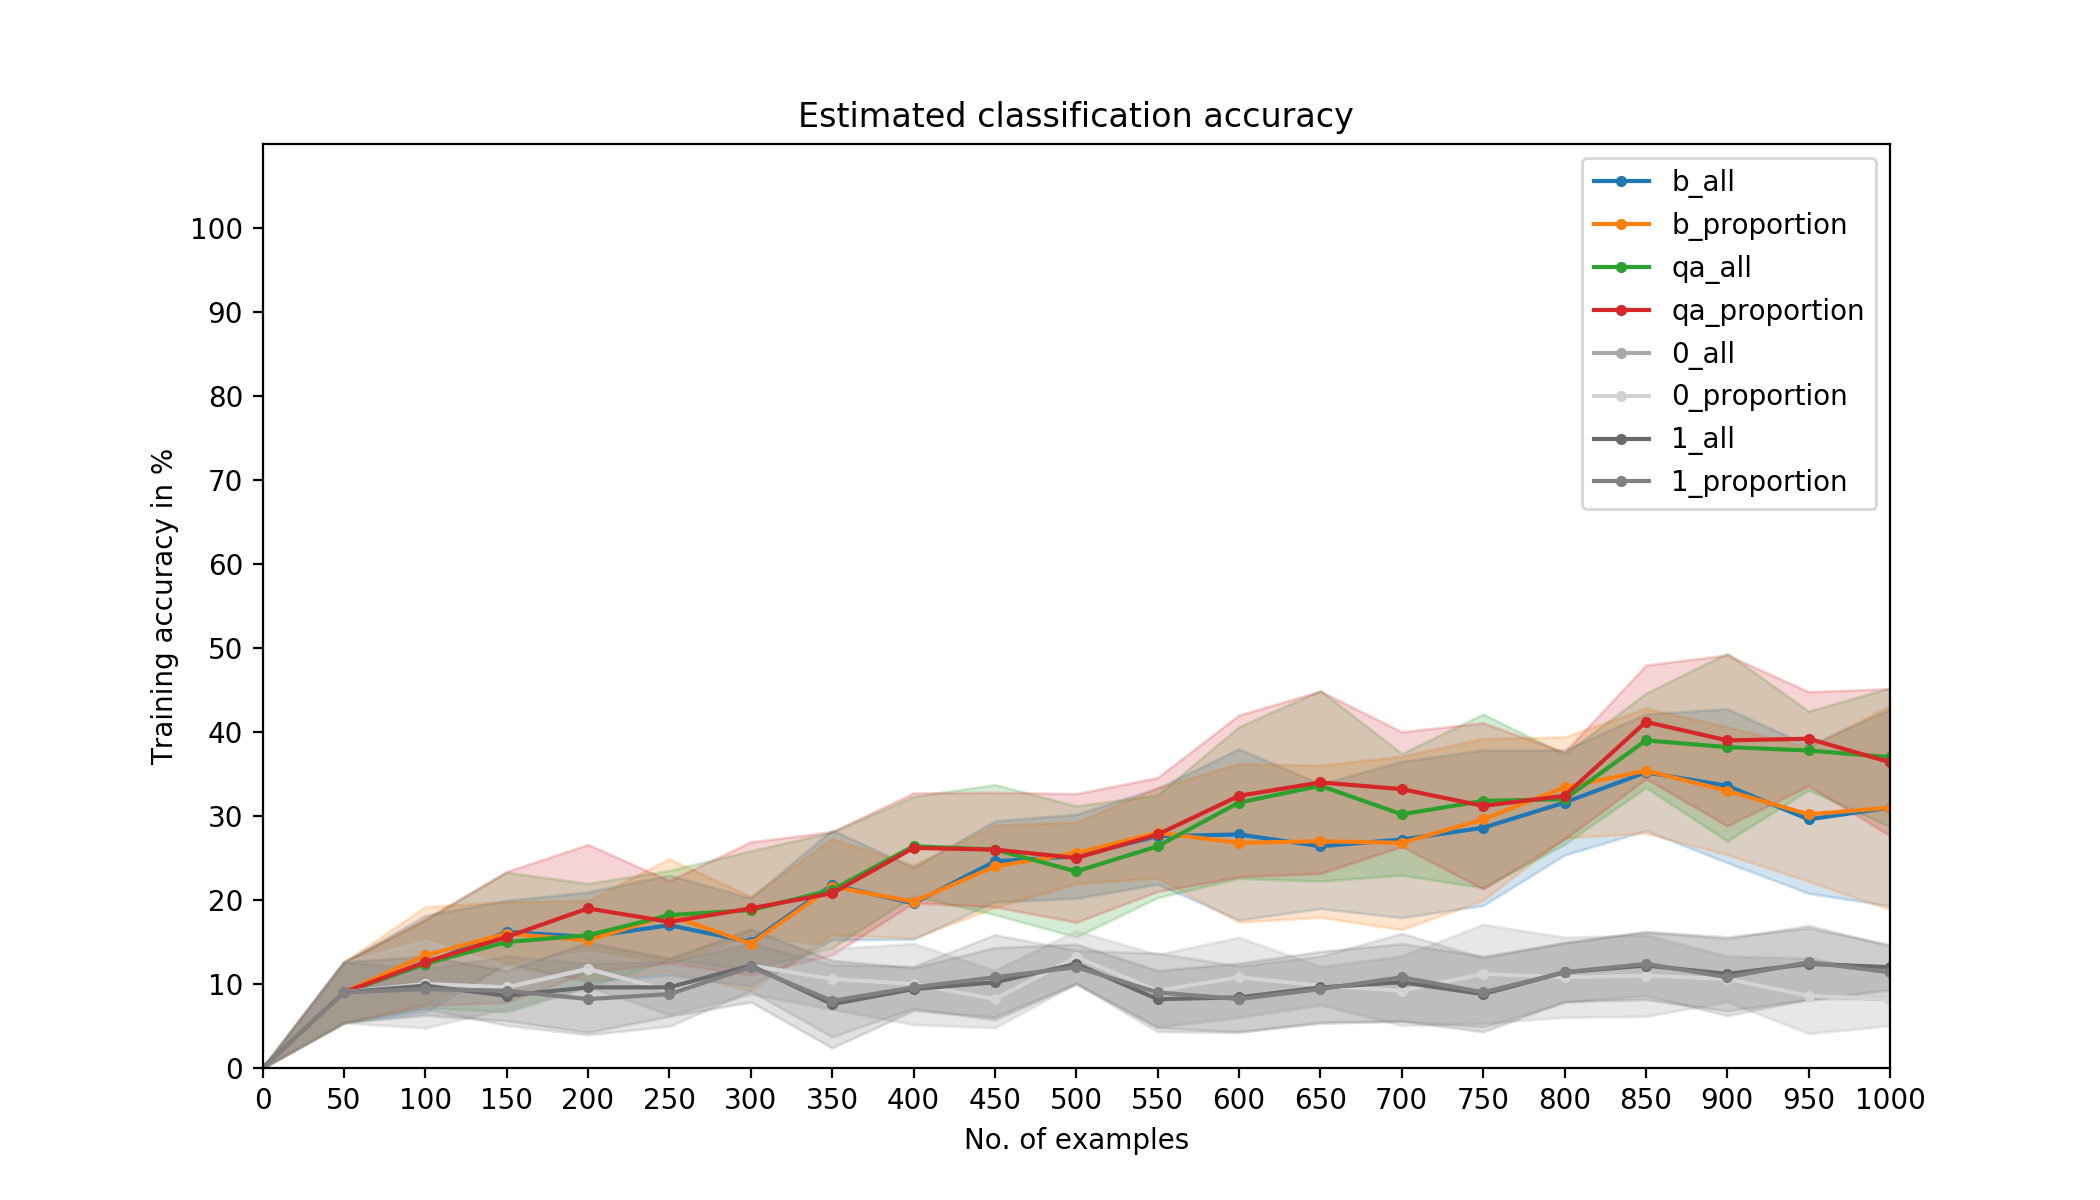 Estimated classification accuracy
b_all
b_proportion
qa_all
qa_proportion
0_all
0_proportion
1_all
1_proportion
Training accuracy in %
100
90
80
70
60
50
40
30
20
10
0
0 50 100 150 200 250 300 350 400 450 500 550 600 650 700 750 800 850 900 950 1000
No. of examples